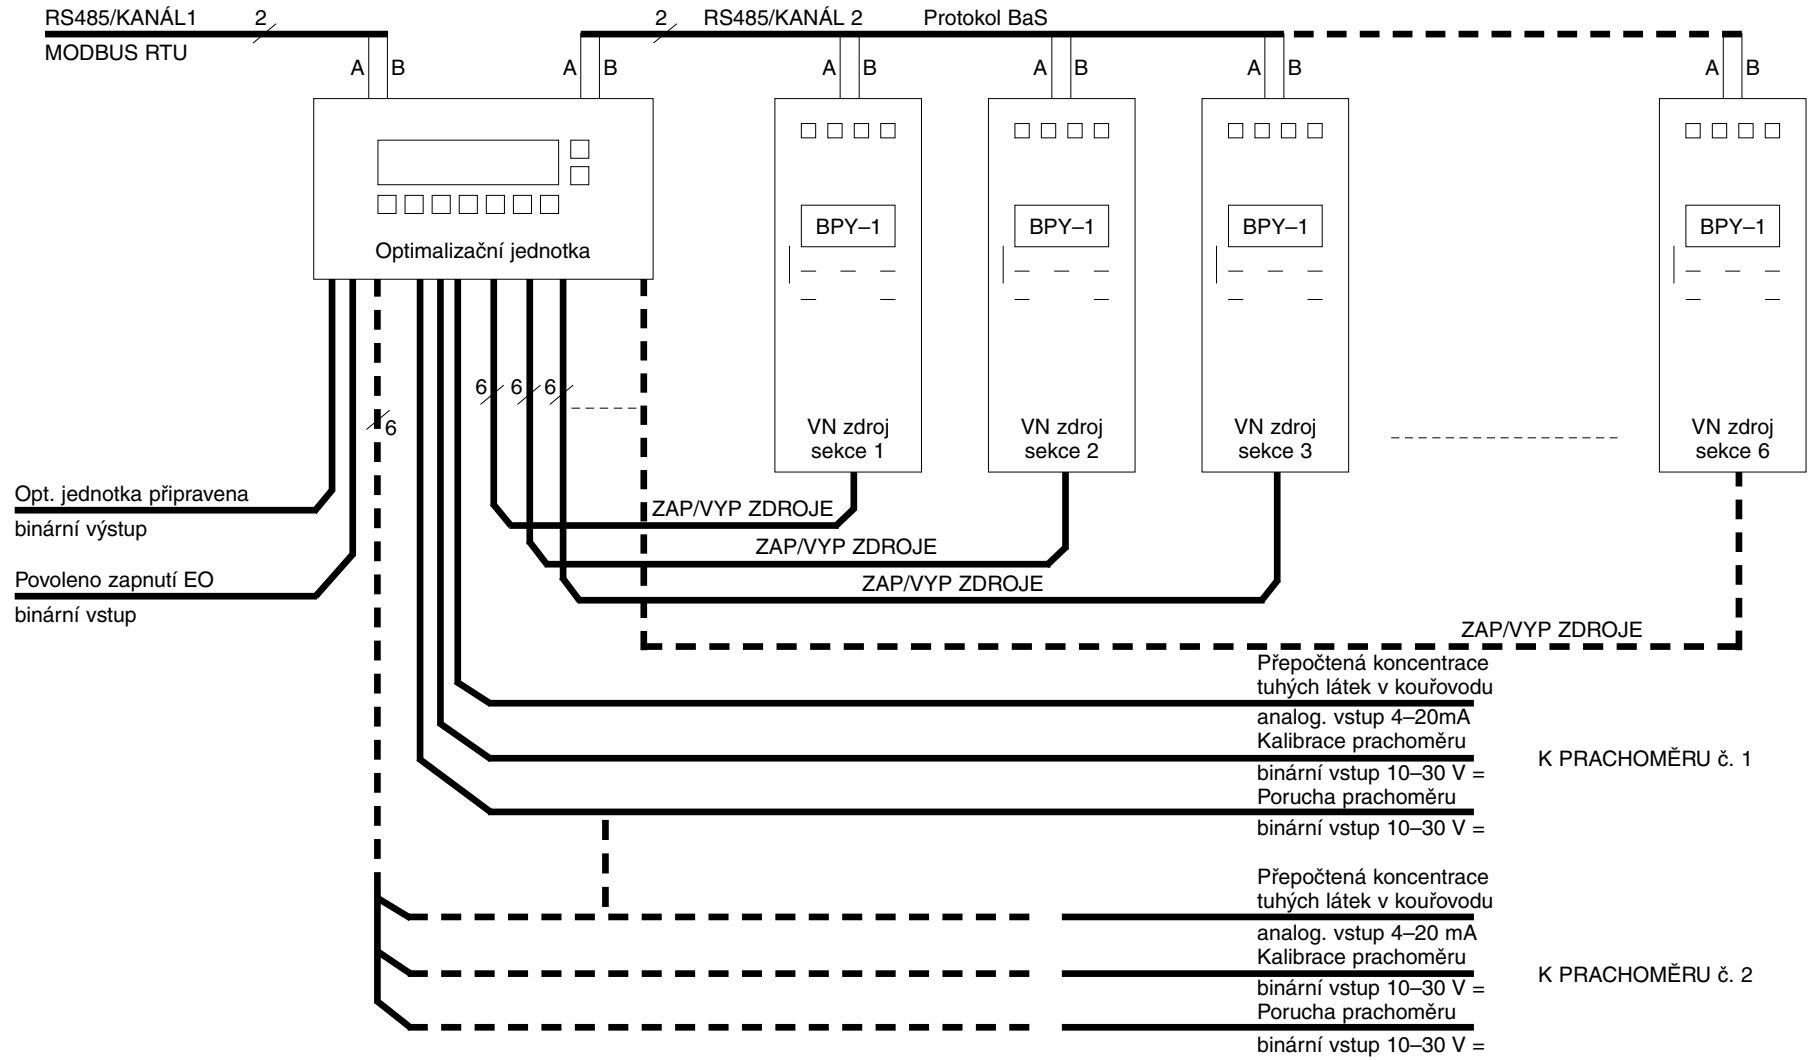 RS485/KANÁL1 2
MODBUS RTU
2 RS485/KANÁL 2 Protokol BaS
A B
A B
A B
A B
A B
A B
Optimalizační jednotka
BPY–1
BPY–1
BPY–1
BPY–1
6 6 6
6
VN zdroj
sekce 1
VN zdroj
sekce 2
VN zdroj
sekce 3
VN zdroj
sekce 6
Opt. jednotka připravena
binární výstup
Povoleno zapnutí EO
binární vstup
ZAP/VYP ZDROJE
ZAP/VYP ZDROJE
ZAP/VYP ZDROJE
ZAP/VYP ZDROJE
Přepočtená koncentrace
tuhých látek v kouřovodu
analog. vstup 4–20mA
Kalibrace prachoměru
K PRACHOMĚRU č. 1
binární vstup 10–30 V =
Porucha prachoměru
binární vstup 10–30 V =
Přepočtená koncentrace
tuhých látek v kouřovodu
analog. vstup 4–20 mA
Kalibrace prachoměru
K PRACHOMĚRU č. 2
binární vstup 10–30 V =
Porucha prachoměru
binární vstup 10–30 V =